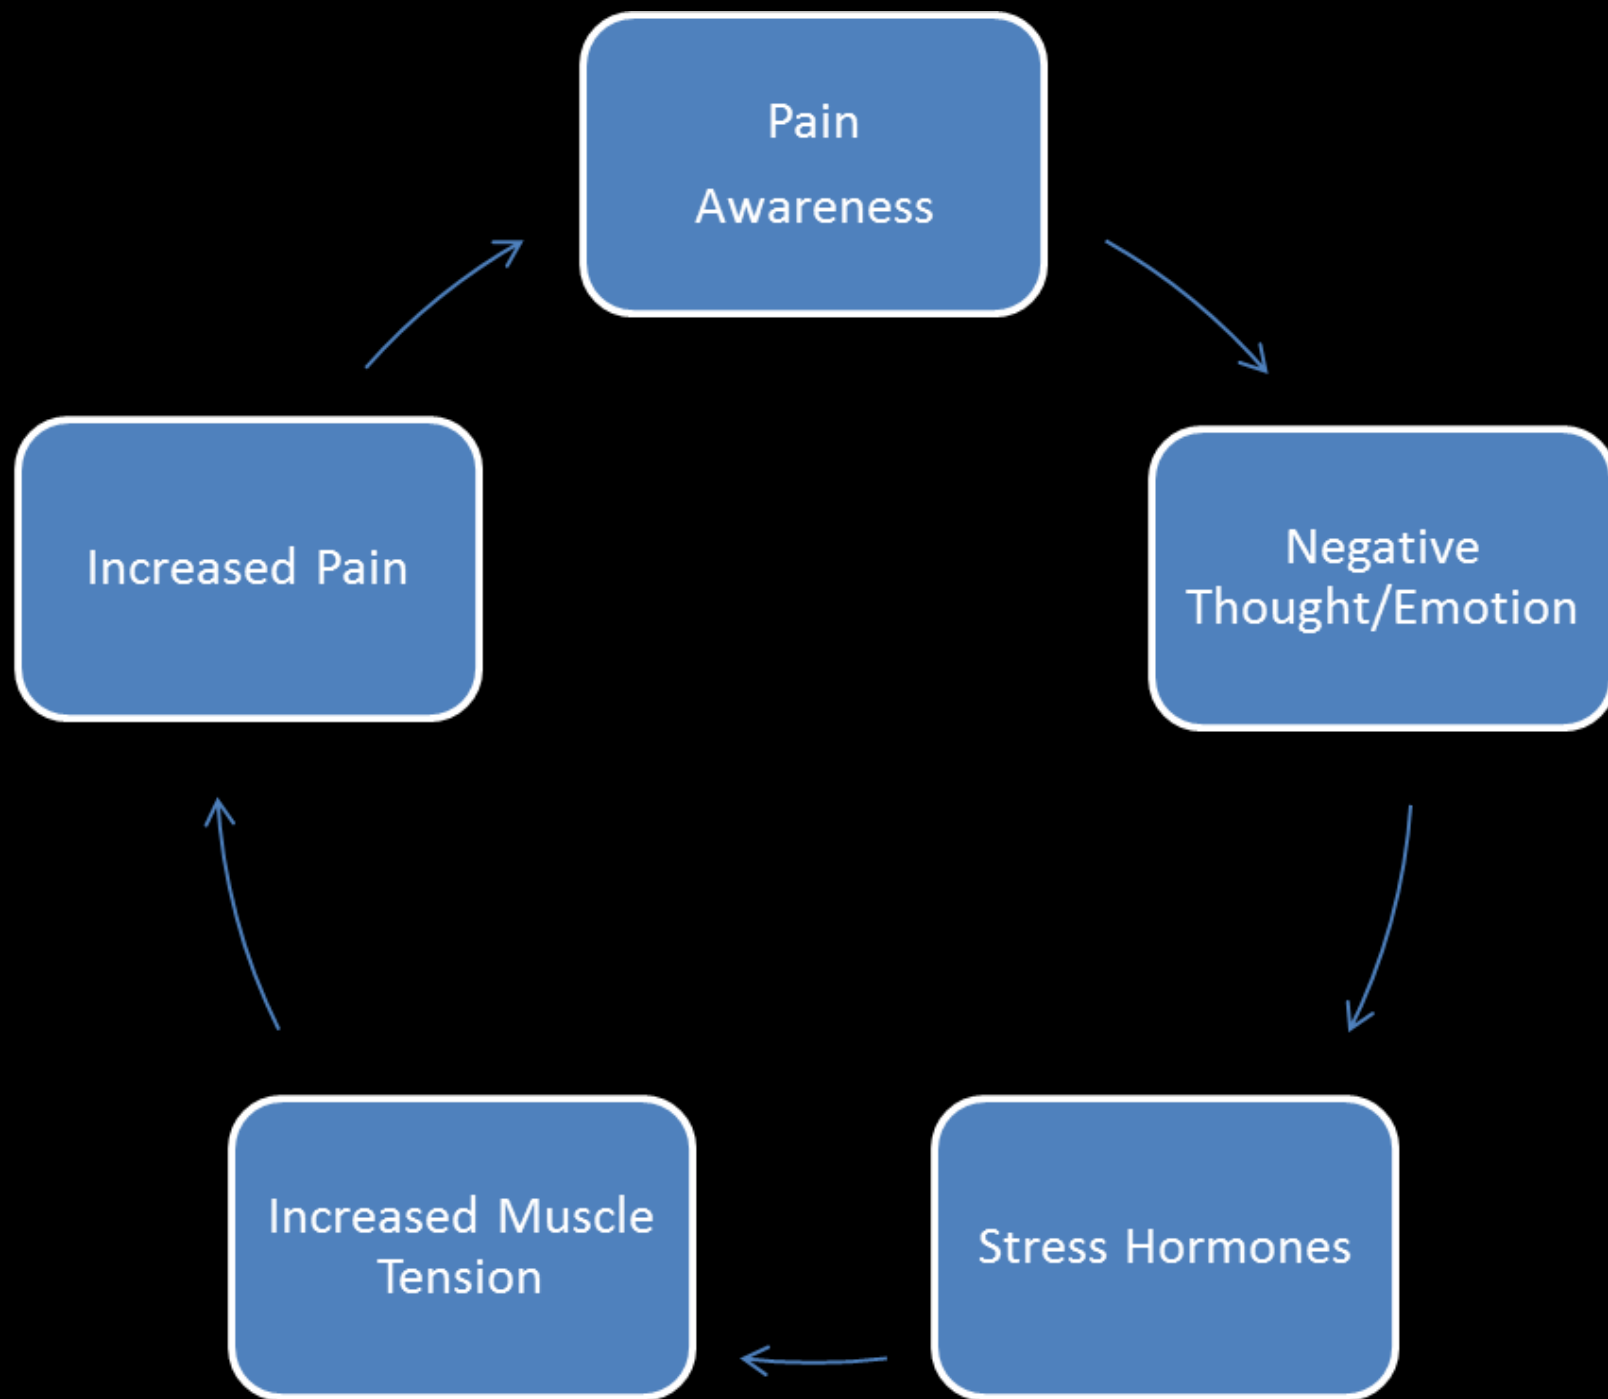 Pain
Awareness
Negative
Thought/Emotion
Stress Hormones
Increased Muscle
Tension
Increased Pain